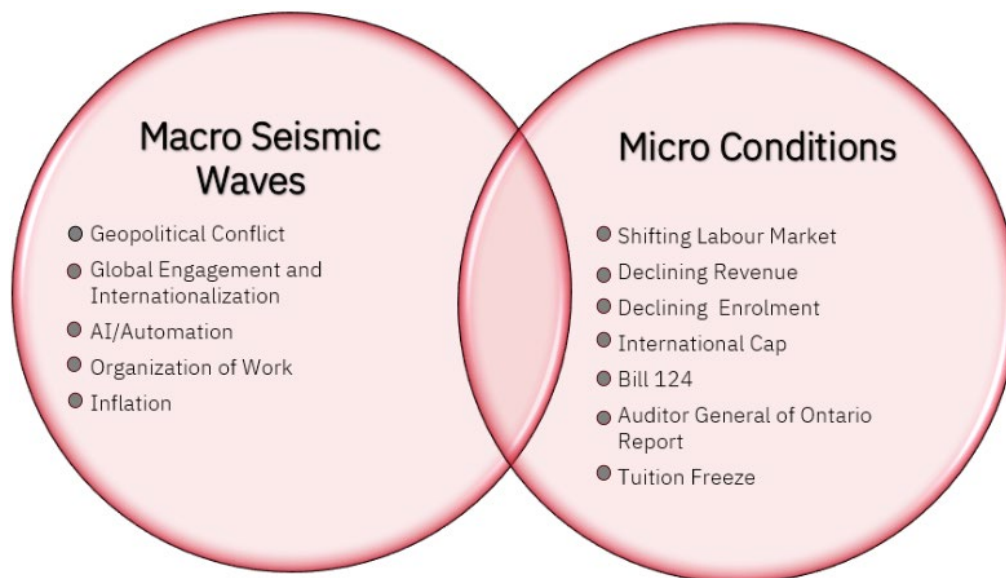 Macro Seismic
Waves
Geopolitical Conflict
Global Engagement and
Internationalization
AI/Automation
Organization of Work
Inflation
Micro Conditions
Shifting Labour Market
Declining Revenue
Declining Enrolment
International Cap
Bill 124
Auditor General of Ontario
Report
Tuition Freeze